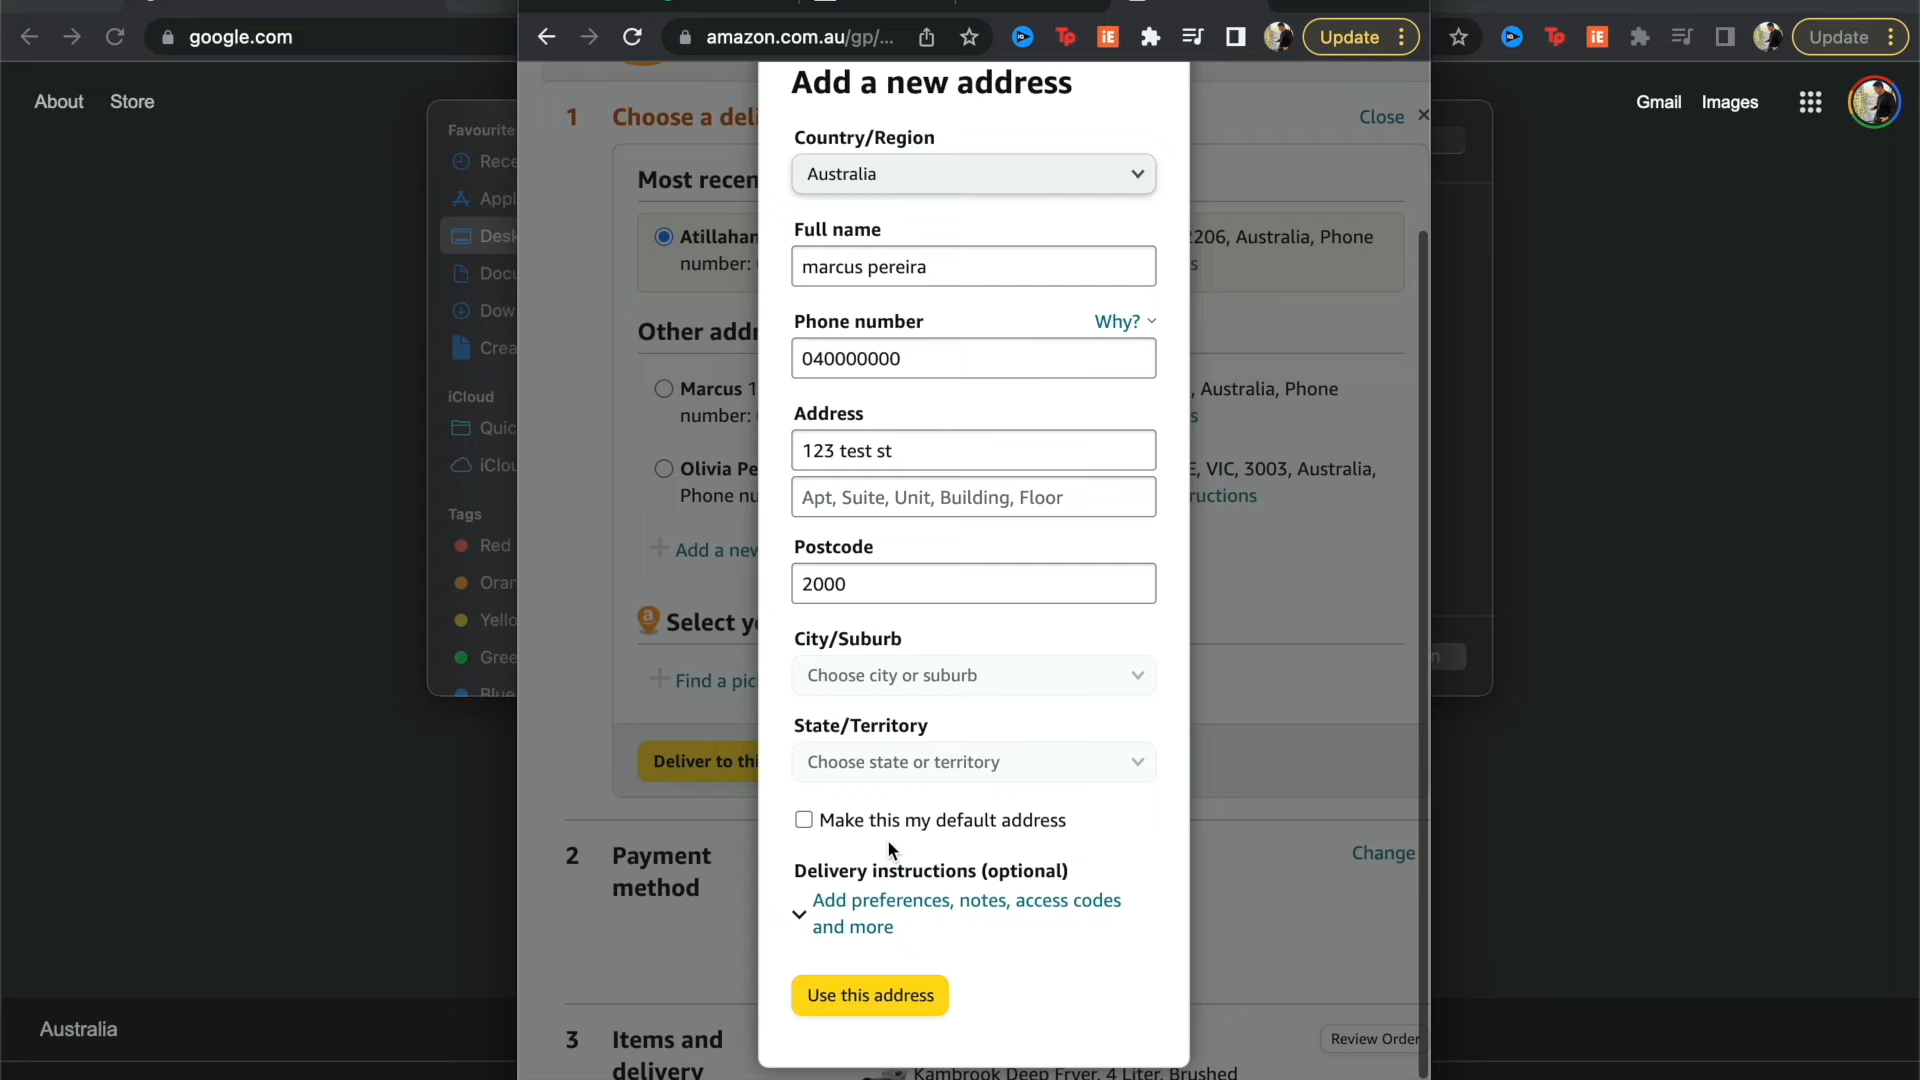 google.com
amazon.com.au/gp/...
Update
Update
About
Store
Gmail
Images
Favourite
Rece
Appl
Desk
Docu
Dow
Crea
iCloud
Quic
iClou
Tags
Red
Oran
Yello
Gree
Blue
1
Choose a deli
Close
Most recen
Atillahan
2206, Australia, Phone
number:
s
Other addr
Marcus 1
, Australia, Phone
number:
s
Olivia Pe
E, VIC, 3003, Australia,
Phone nu
ructions
Add a new
Select yo
Find a pic
Deliver to thi
2
Payment
method
Change
3
Items and
delivery
Review Order
Kambrook Deep Fryer, 4 Liter, Brushed
Add a new address
Country/Region
Australia
Full name
marcus pereira
Phone number
Why?
040000000
Address
123 test st
Apt, Suite, Unit, Building, Floor
Postcode
2000
City/Suburb
Choose city or suburb
State/Territory
Choose state or territory
Make this my default address
Delivery instructions (optional)
Add preferences, notes, access codes
and more
Use this address
Australia